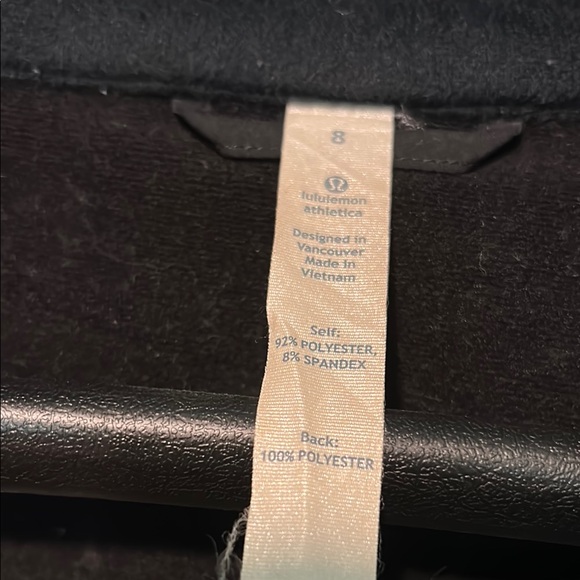 8
lululemon
athletica
Designed in
Vancouver
Made in
Vietnam
Self:
92% POLYESTER,
8% SPANDEX
Back:
100% POLYESTER